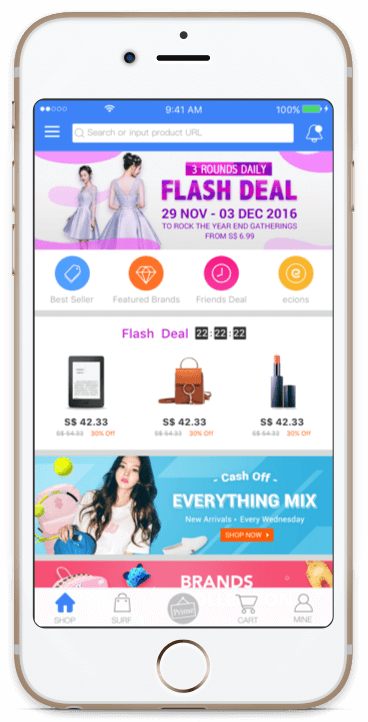 9:41 AM
100%
Search or input product URL
3 ROUNDS DAILY
FLASH DEAL
29 NOV - 03 DEC 2016
TO ROCK THE YEAR END GATHERINGS
FROM S$ 6.99
Best Seller
Featured Brands
Friends Deal
ecions
Flash Deal 22:22:22
S$ 42.33
S$ 42.33
S$ 42.33
S$ 54.33 30% Off
S$ 54.33 30% Off
S$ 54.33 30% Off
- Cash Off -
EVERYTHING MIX
New Arrivals - Every Wednesday
SHOP NOW
BRANDS
SHOP
SURF
Prime
CART
MINE